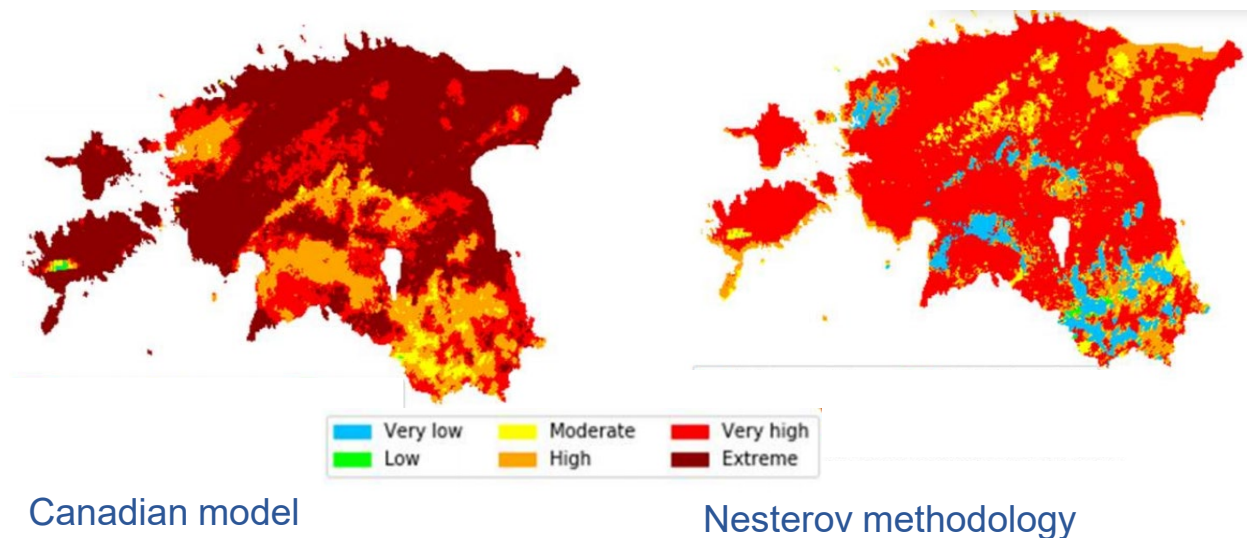 Very low Moderate Very high
Low High Extreme
Canadian model
Nesterov methodology